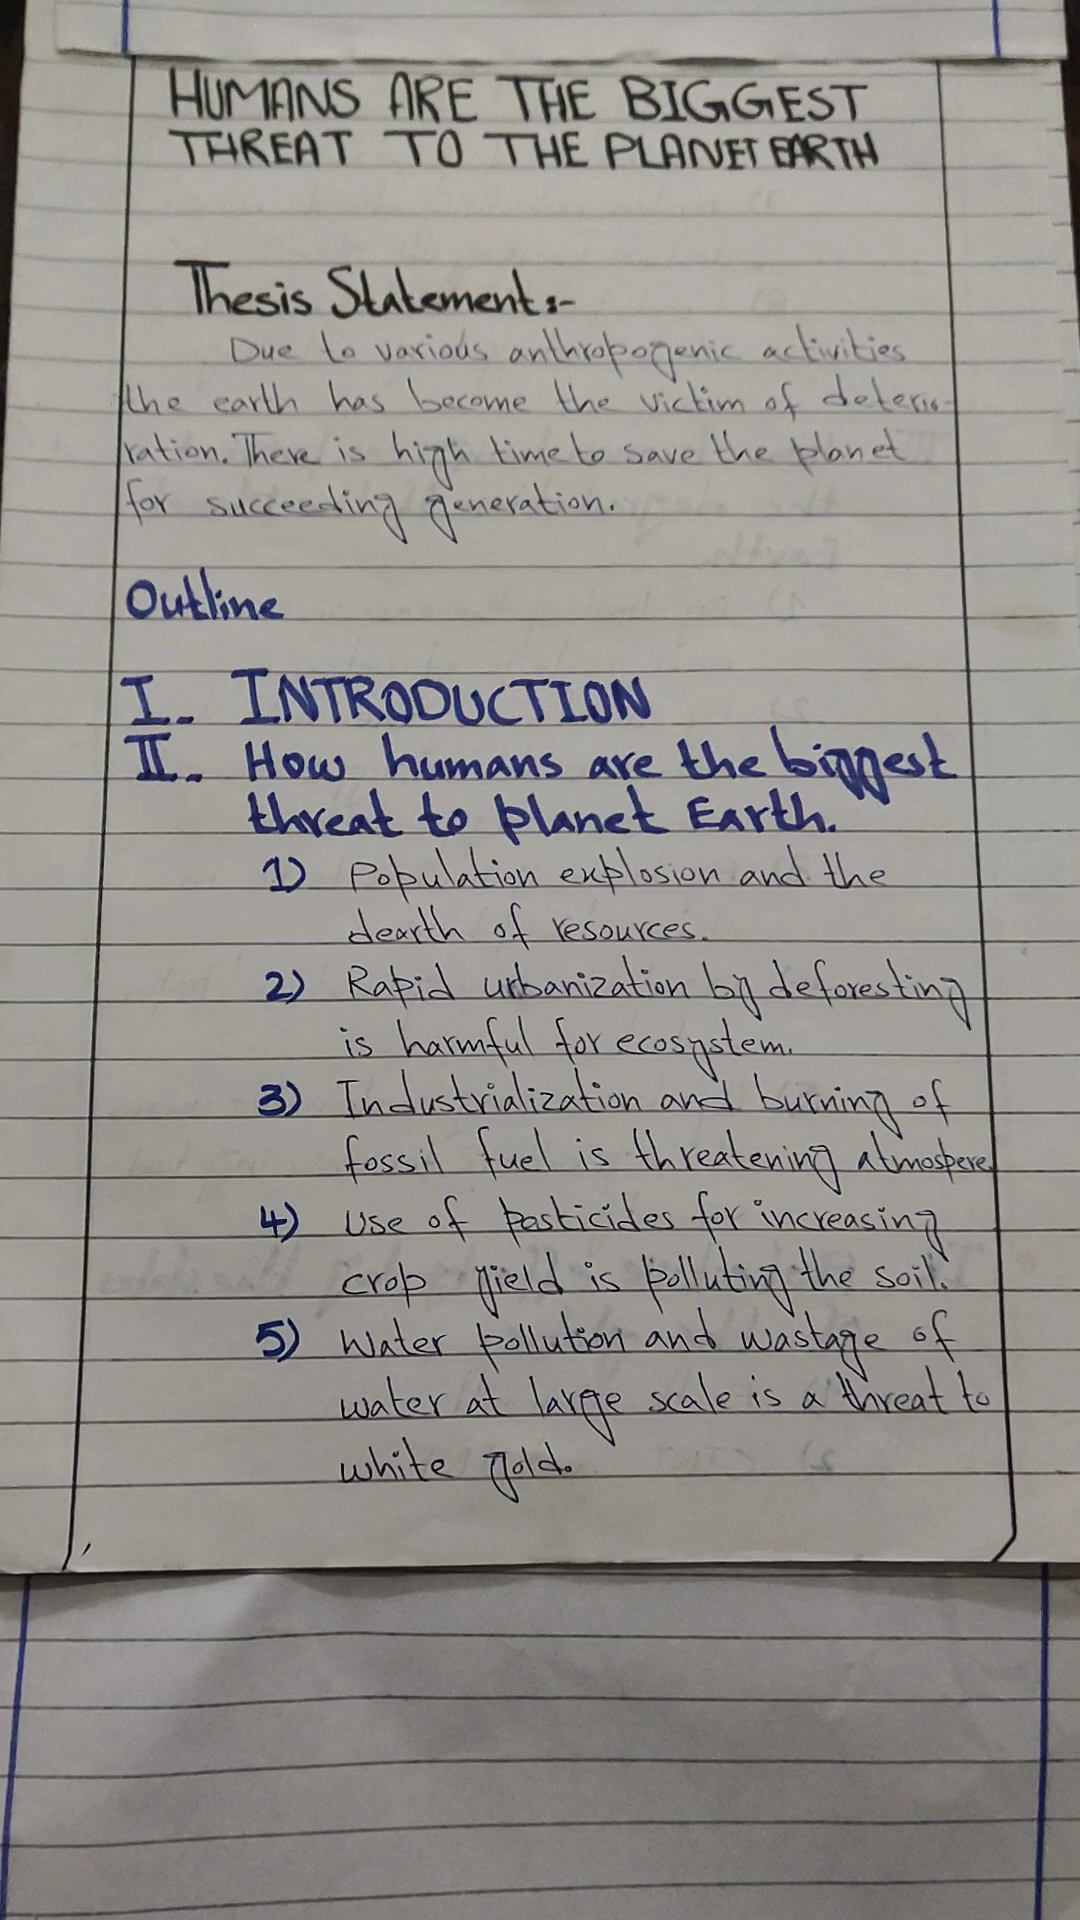 HUMANS ARE THE BIGGEST
THREAT TO THE PLANET EARTH
Thesis Statement:-
Due to various anthropogenic activities
the earth has become the victim of deterio-
ration. There is high time to save the planet
for succeeding generation.
Outline
I. INTRODUCTION
II. How humans are the biggest
threat to planet Earth.
1) Population explosion and the
dearth of resources.
2) Rapid urbanization by deforesting
is harmful for ecosystem.
3) Industrialization and burning of
fossil fuel is threatening atmospere.
4) Use of pesticides for increasing
crop yield is polluting the soil.
5) Water pollution and wastage of
water at large scale is a threat to
white gold.